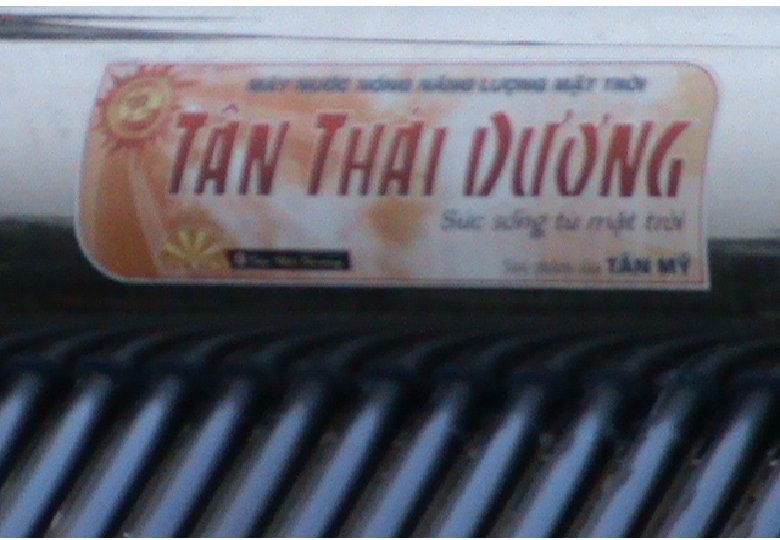 MÁY NƯỚC NÓNG NĂNG LƯỢNG MẶT TRỜI
TÂN THÁI DƯƠNG
Sức sống từ mặt trời
TÂN MỸ